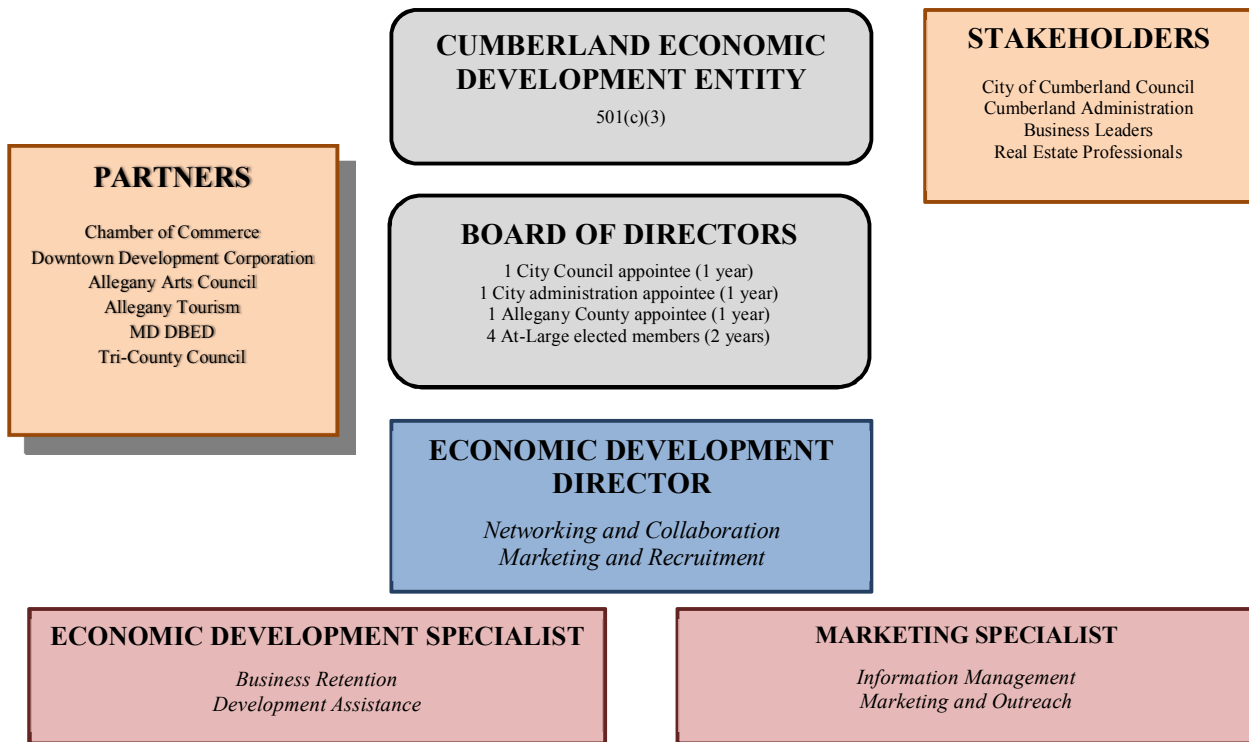 CUMBERLAND ECONOMIC
DEVELOPMENT ENTITY
501(c)(3)
STAKEHOLDERS
City of Cumberland Council
Cumberland Administration
Business Leaders
Real Estate Professionals
PARTNERS
Chamber of Commerce
Downtown Development Corporation
Allegany Arts Council
Allegany Tourism
MD DBED
Tri-County Council
BOARD OF DIRECTORS
1 City Council appointee (1 year)
1 City administration appointee (1 year)
1 Allegany County appointee (1 year)
4 At-Large elected members (2 years)
ECONOMIC DEVELOPMENT
DIRECTOR
Networking and Collaboration
Marketing and Recruitment
ECONOMIC DEVELOPMENT SPECIALIST
Business Retention
Development Assistance
MARKETING SPECIALIST
Information Management
Marketing and Outreach